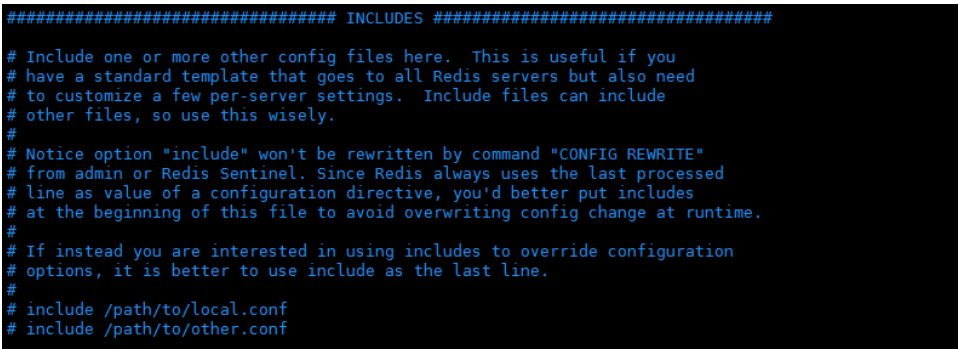 ################################## INCLUDES ###################################
# Include one or more other config files here.  This is useful if you
# have a standard template that goes to all Redis servers but also need
# to customize a few per-server settings.  Include files can include
# other files, so use this wisely.
#
# Notice option "include" won't be rewritten by command "CONFIG REWRITE"
# from admin or Redis Sentinel. Since Redis always uses the last processed
# line as value of a configuration directive, you'd better put includes
# at the beginning of this file to avoid overwriting config change at runtime.
#
# If instead you are interested in using includes to override configuration
# options, it is better to use include as the last line.
#
# include /path/to/local.conf
# include /path/to/other.conf